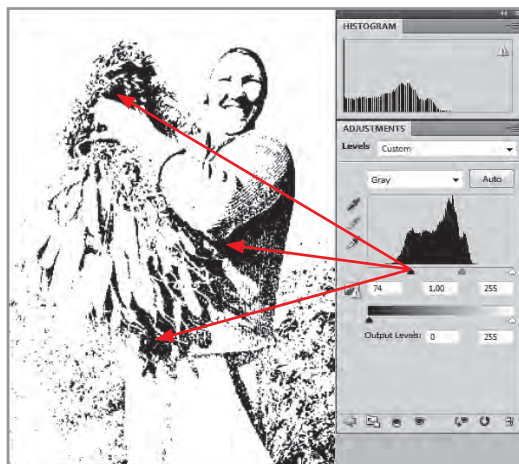 HISTOGRAM
ADJUSTMENTS
Levels Custom
Gray Auto
74 1,00 255
Output Levels: 0 255